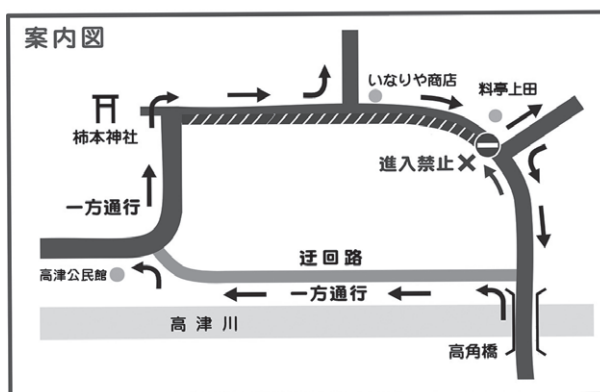 案内図
いなりや商店
料亭上田
柿本神社
進入禁止
一方通行
迂回路
高津公民館
一方通行
高津川
高角橋